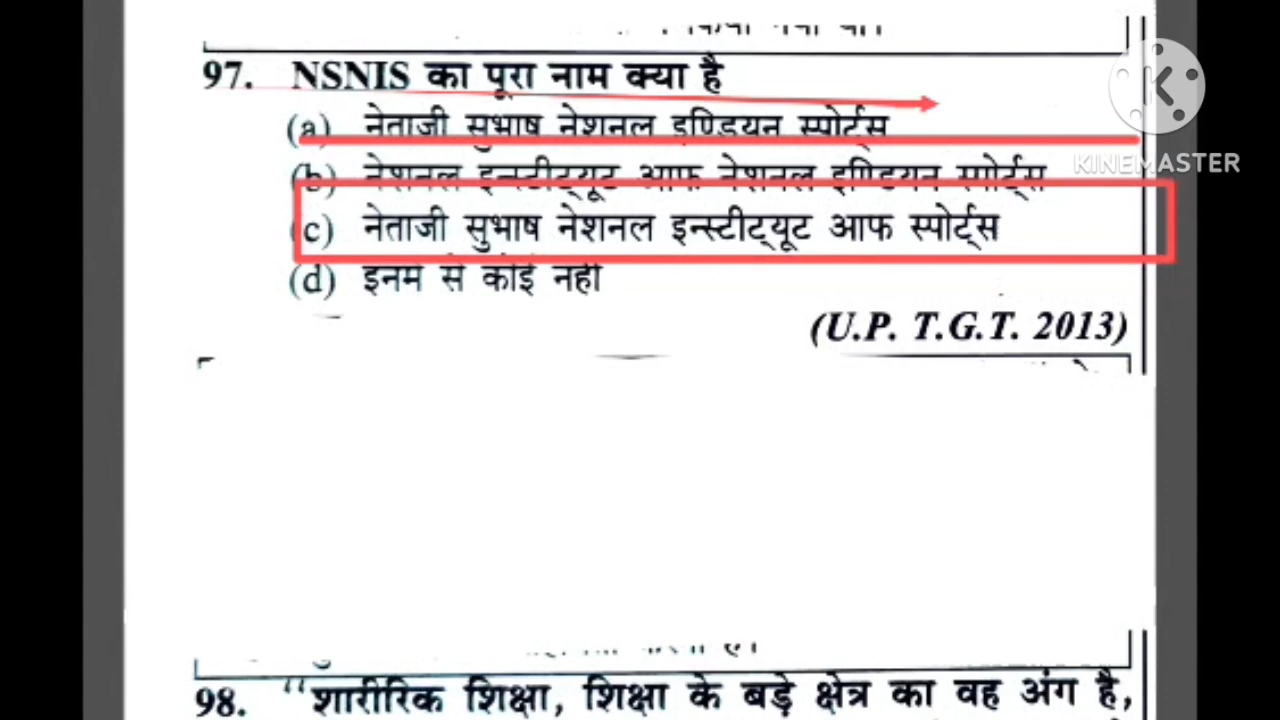 97. NSNIS का पूरा नाम क्या है
(a) नेताजी सुभाष नेशनल इण्डियन स्पोर्ट्स
(b) नेशनल इन्स्टीट्यूट आफ नेशनल इण्डियन स्पोर्ट्स
(c) नेताजी सुभाष नेशनल इन्स्टीट्यूट आफ स्पोर्ट्स
(d) इनमें से कोई नहीं
(U.P. T.G.T. 2013)
98. "शारीरिक शिक्षा, शिक्षा के बड़े क्षेत्र का वह अंग है,
KINEMASTER